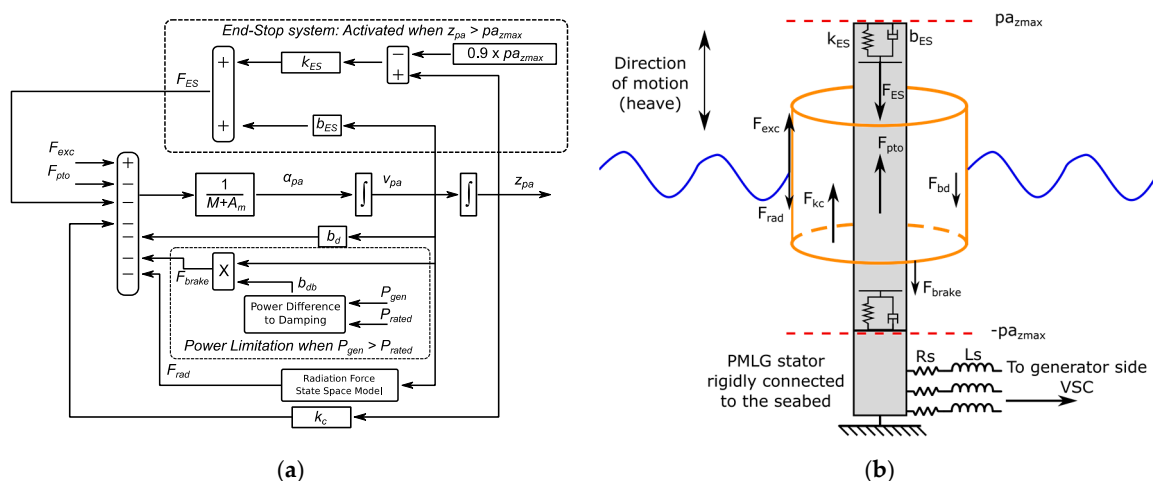 End-Stop system: Activated when z_pa > pa_zmax
−
+
0.9 x pa_zmax
k_ES
+
+
F_ES
b_ES
F_exc
F_pto
+
−
−
−
−
−
−
1
M+A_m
α_pa
∫
v_pa
∫
z_pa
b_d
F_brake
X
b_db
Power Difference
to Damping
P_gen
P_rated
Power Limitation when P_gen > P_rated
F_rad
Radiation Force
State Space Model
k_c
(a)
pa_zmax
k_ES
b_ES
Direction
of motion
(heave)
F_ES
F_exc
F_pto
F_kc
F_bd
F_rad
F_brake
-pa_zmax
PMLG stator
rigidly connected
to the seabed
Rs
Ls
To generator side
VSC
(b)